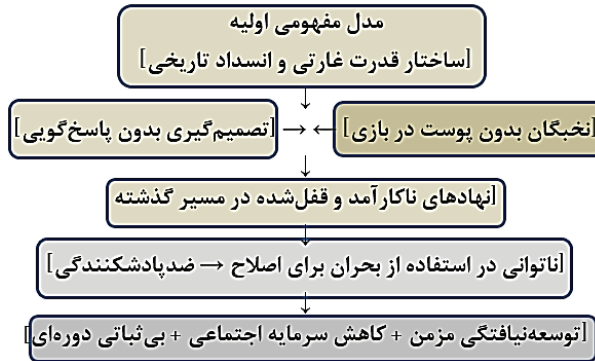 مدل مفهومی اولیه
[ساختار قدرت غارتی و انسداد تاریخی]
↓
[نخبگان بدون پوست در بازی] ← → [تصمیم‌گیری بدون پاسخ‌گویی]
↓
[نهادهای ناکارآمد و قفل‌شده در مسیر گذشته]
↓
[ناتوانی در استفاده از بحران برای اصلاح → ضدپادشکنندگی]
↓
[توسعه‌نیافتگی مزمن + کاهش سرمایه اجتماعی + بی‌ثباتی دوره‌ای]